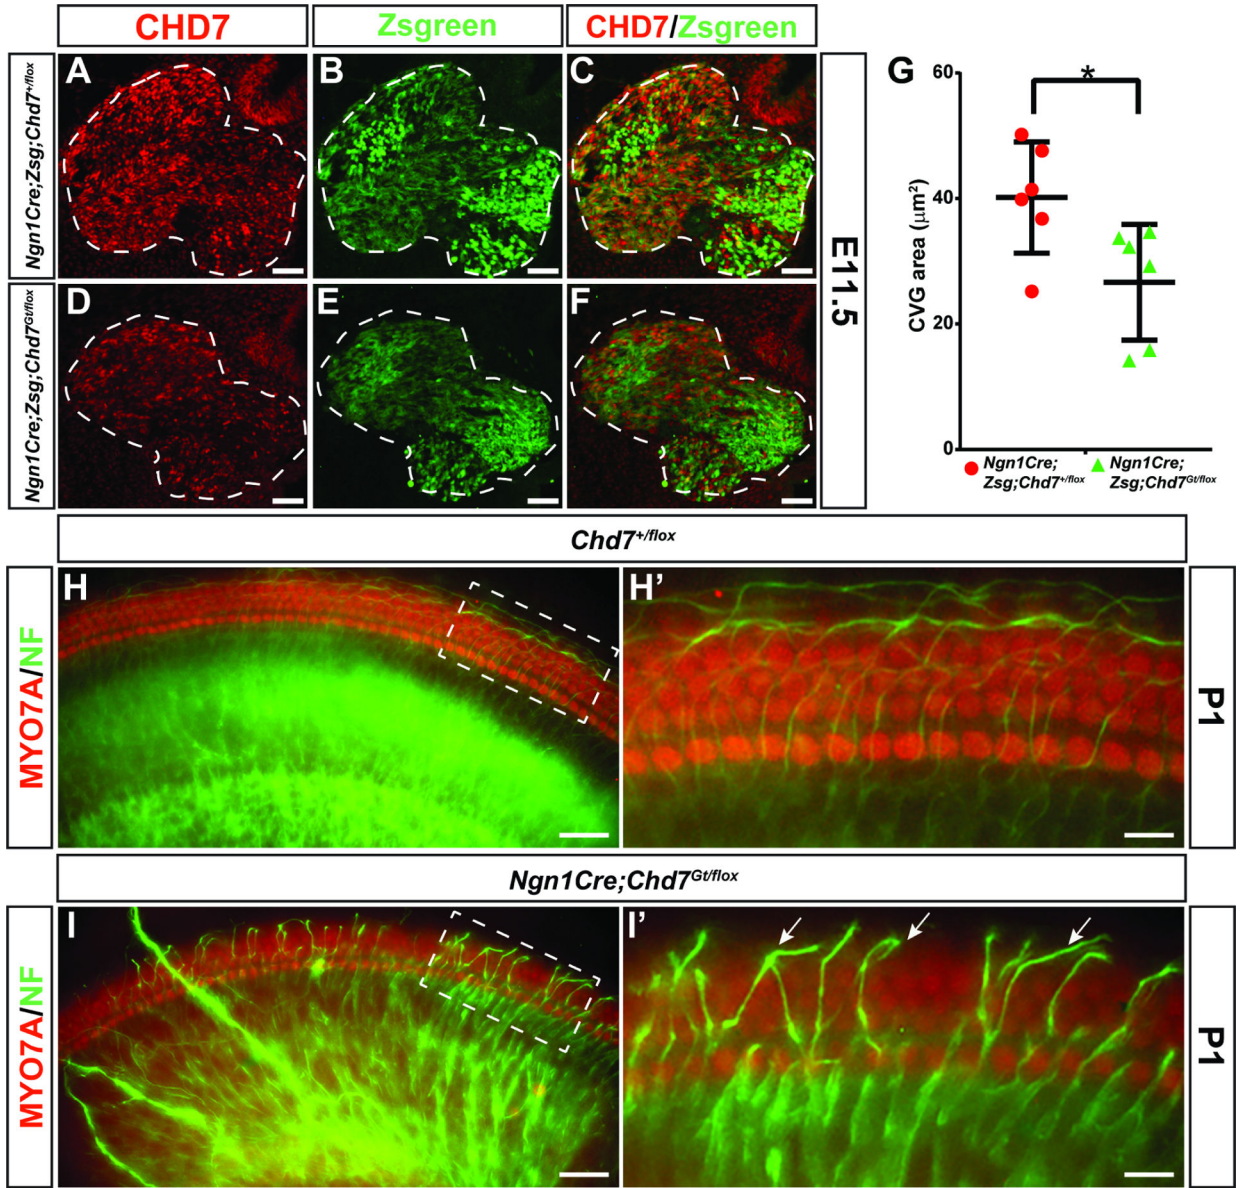 CHD7
Zsgreen
CHD7/Zsgreen
Ngn1Cre;Zsg;Chd7+/flox
A
B
C
Ngn1Cre;Zsg;Chd7Gt/flox
D
E
F
E11.5
G
*
60
40
20
0
CVG area (µm²)
Ngn1Cre;
Zsg;Chd7+/flox
Ngn1Cre;
Zsg;Chd7Gt/flox
Chd7+/flox
MYO7A/NF
H
H’
P1
Ngn1Cre;Chd7Gt/flox
MYO7A/NF
I
I’
P1